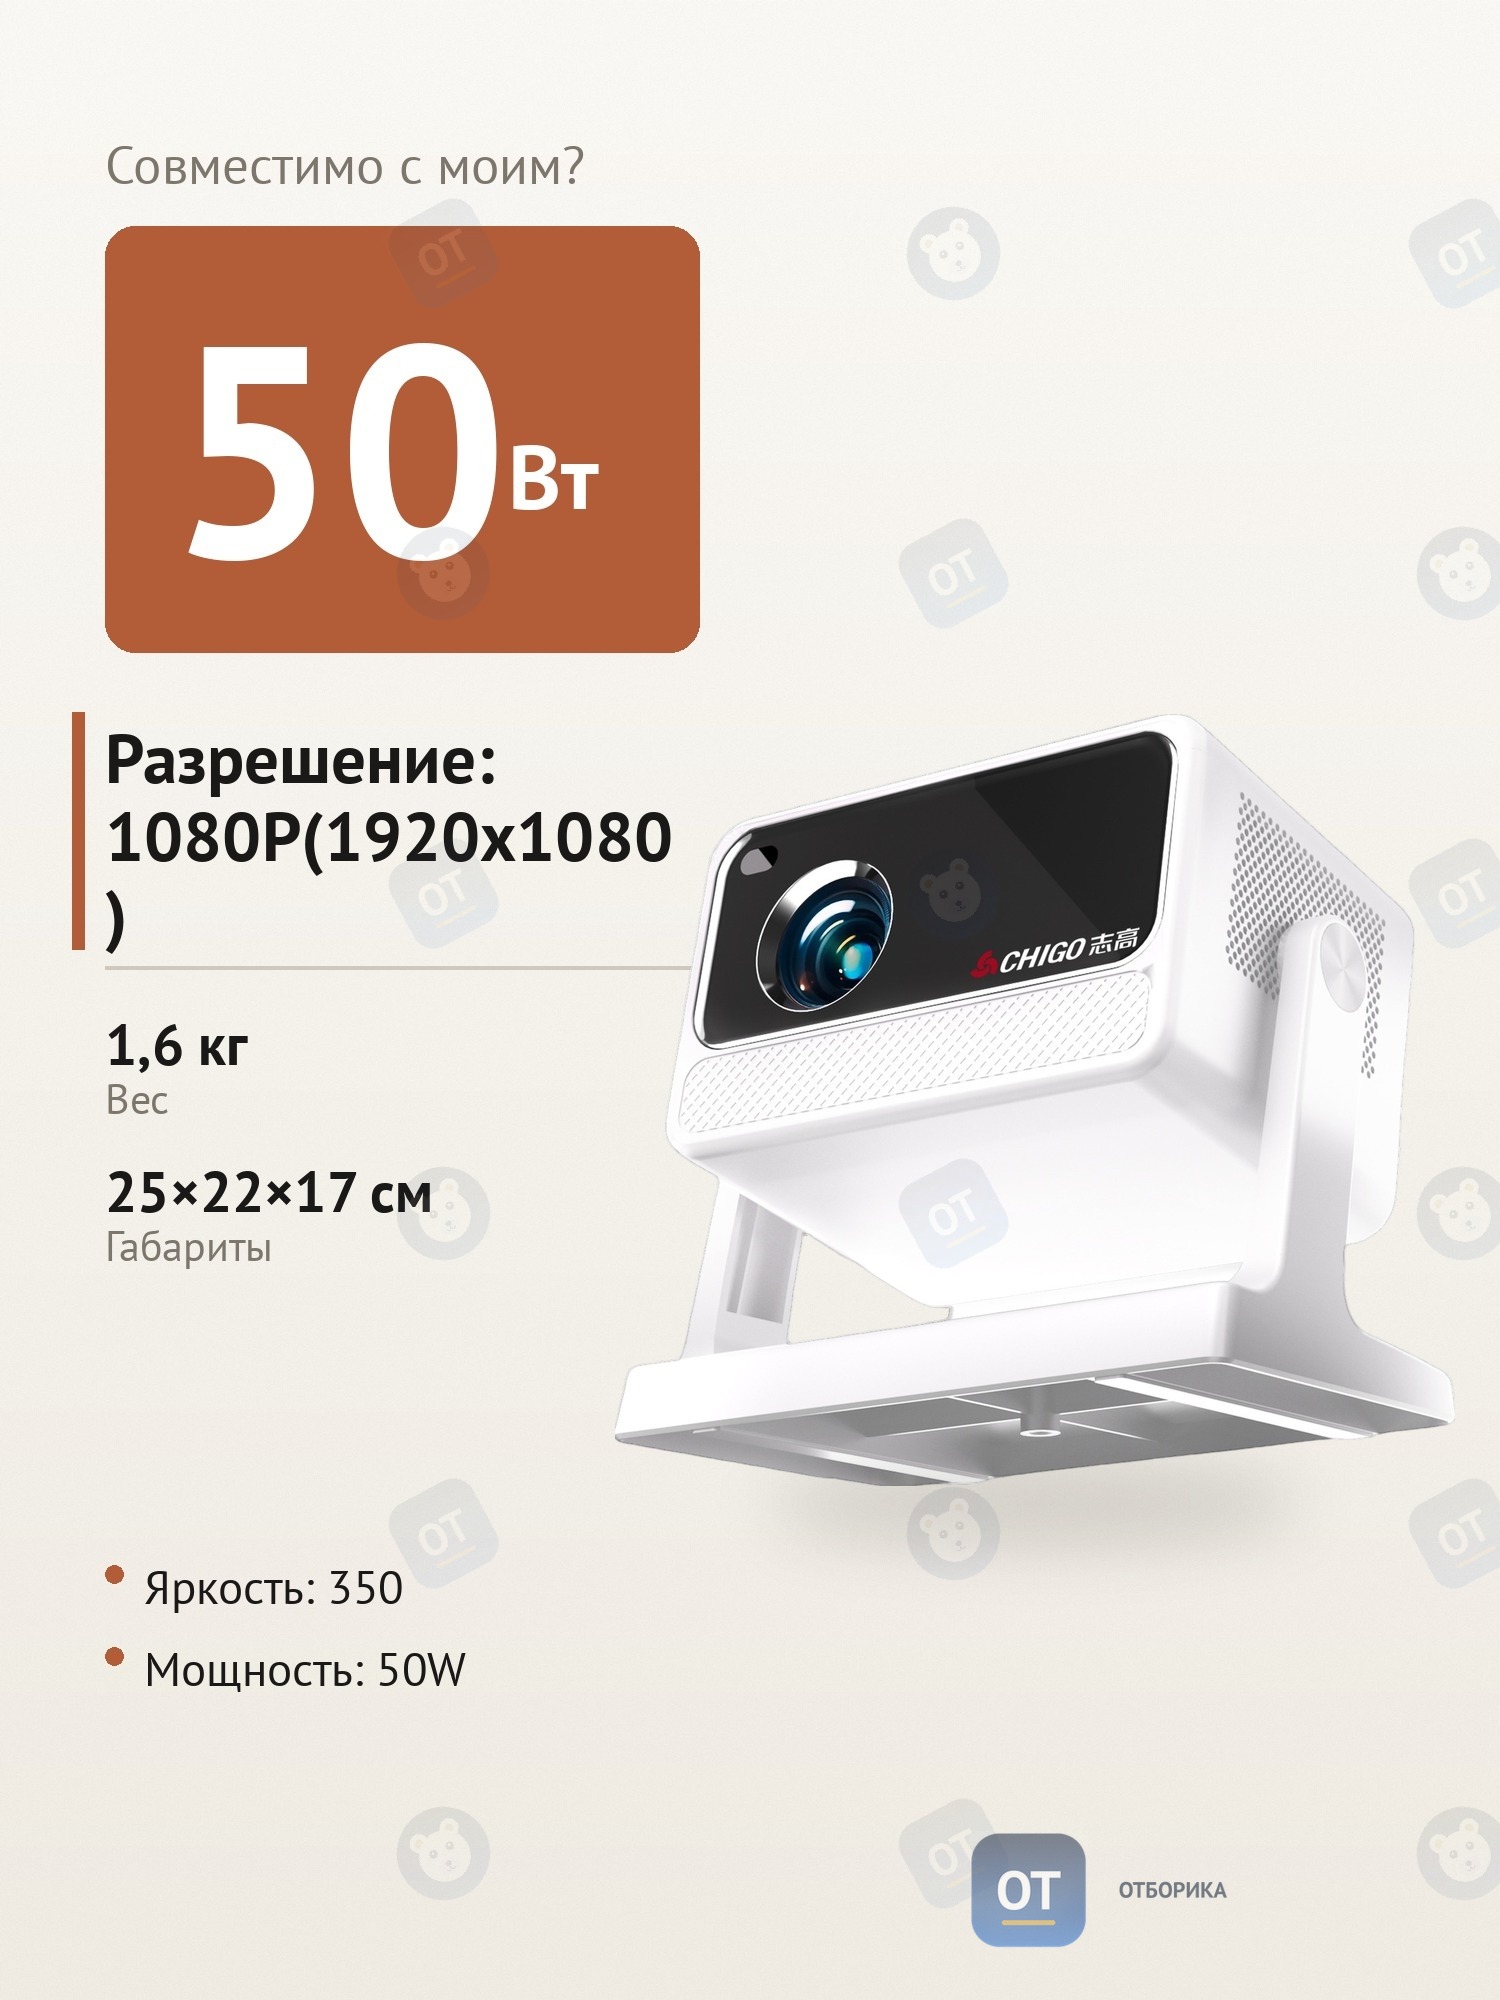 Совместимо с моим?
50Вт
Разрешение:
1080P(1920x1080
)
1,6 кг
Вес
25×22×17 см
Габариты
CHIGO 志高
Яркость: 350
Мощность: 50W
ОТ
ОТБОРИКА